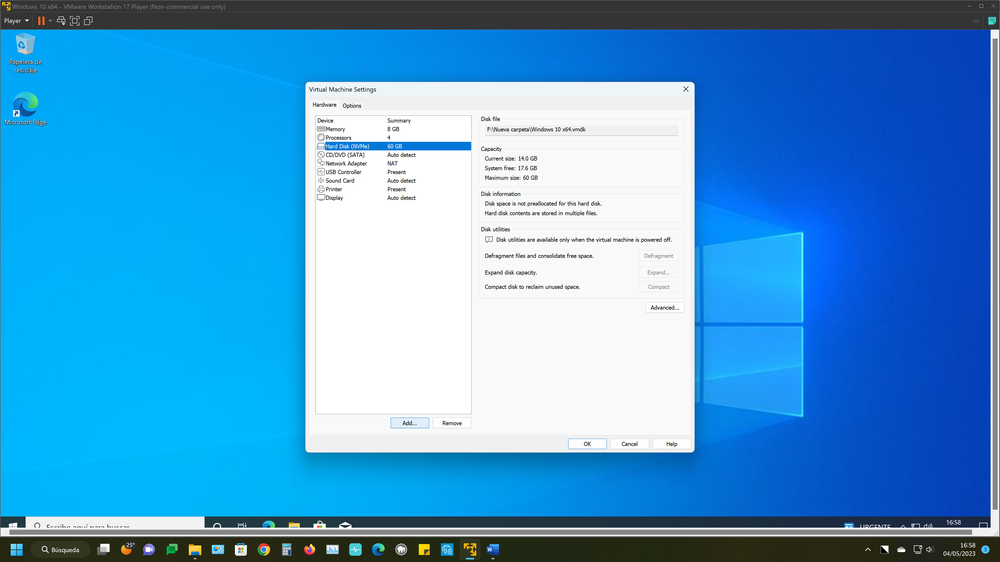 Windows 10 x64 - VMware Workstation 17 Player (Non-commercial use only)
Player
Papelera de
reciclaje
Microsoft Edge
Virtual Machine Settings
Hardware
Options
Device Summary
Memory 8 GB
Processors 4
Hard Disk (NVMe) 60 GB
CD/DVD (SATA) Auto detect
Network Adapter NAT
USB Controller Present
Sound Card Auto detect
Printer Present
Display Auto detect
Add...
Remove
Disk file
F:\Nueva carpeta\Windows 10 x64.vmdk
Capacity
Current size: 14.0 GB
System free: 17.6 GB
Maximum size: 60 GB
Disk information
Disk space is not preallocated for this hard disk.
Hard disk contents are stored in multiple files.
Disk utilities
Disk utilities are available only when the virtual machine is powered off.
Defragment files and consolidate free space.
Defragment
Expand disk capacity.
Expand...
Compact disk to reclaim unused space.
Compact
Advanced...
OK
Cancel
Help
Escribe aquí para buscar
URGENTE
16:58
Búsqueda
25°
16:58
04/05/2023
5